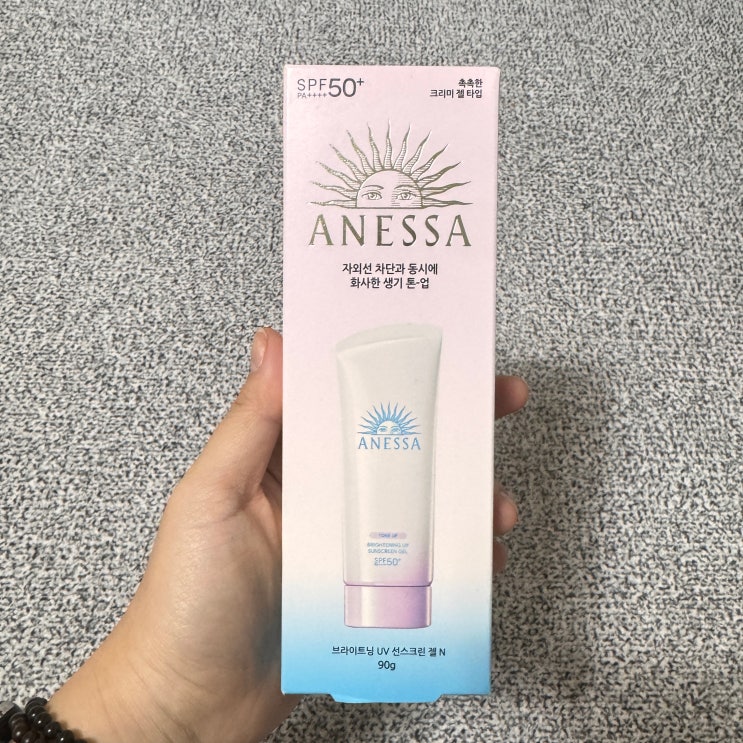 SPF50+
PA++++
촉촉한
크리미 젤 타입
ANESSA
자외선 차단과 동시에
화사한 생기 톤-업
ANESSA
TONE UP
BRIGHTENING UV
SUNSCREEN GEL
SPF50+
브라이트닝 UV 선스크린 젤 N
90g